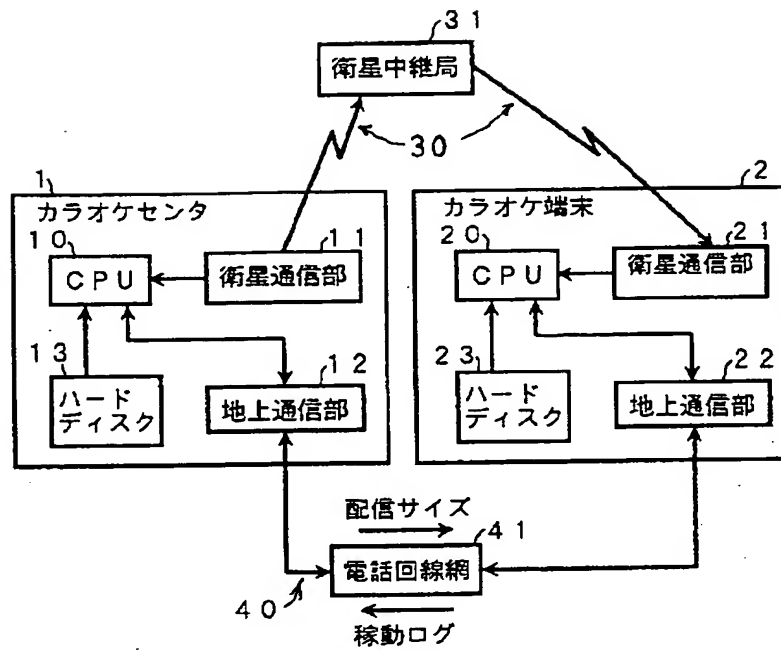 31
衛星中継局
30
1
カラオケセンタ
10
CPU
11
衛星通信部
13
ハード
ディスク
12
地上通信部
2
カラオケ端末
20
CPU
21
衛星通信部
23
ハード
ディスク
22
地上通信部
配信サイズ
41
電話回線網
40
稼動ログ